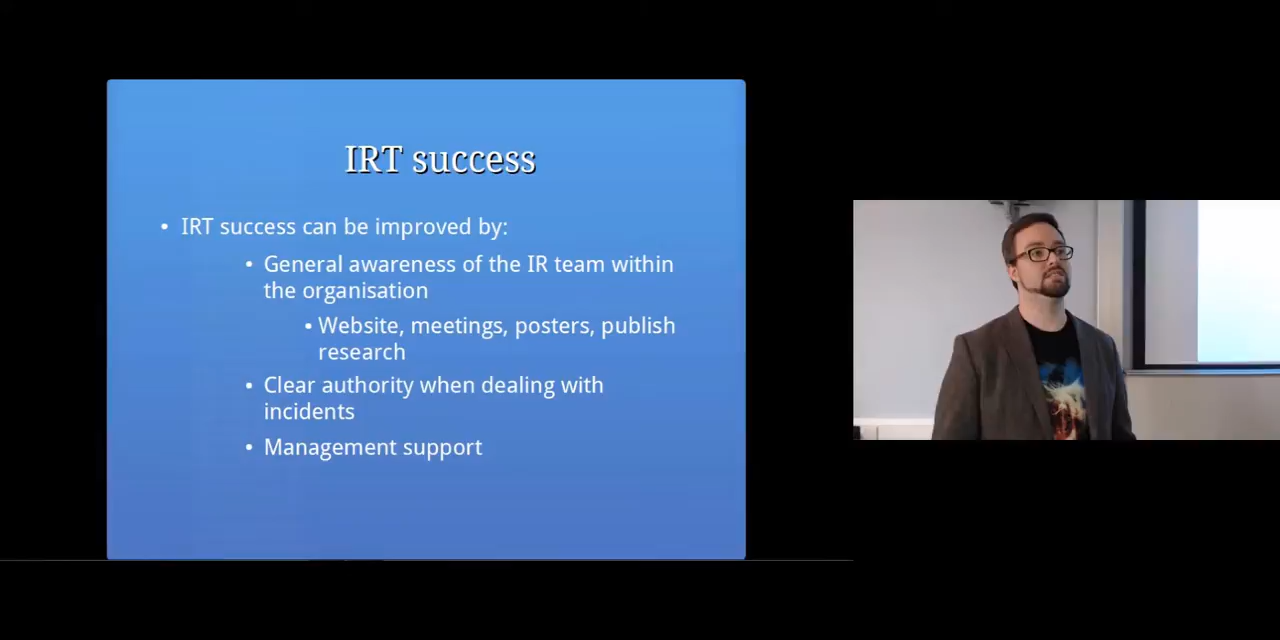 IRT success
• IRT success can be improved by:
• General awareness of the IR team within
the organisation
• Website, meetings, posters, publish
research
• Clear authority when dealing with
incidents
• Management support